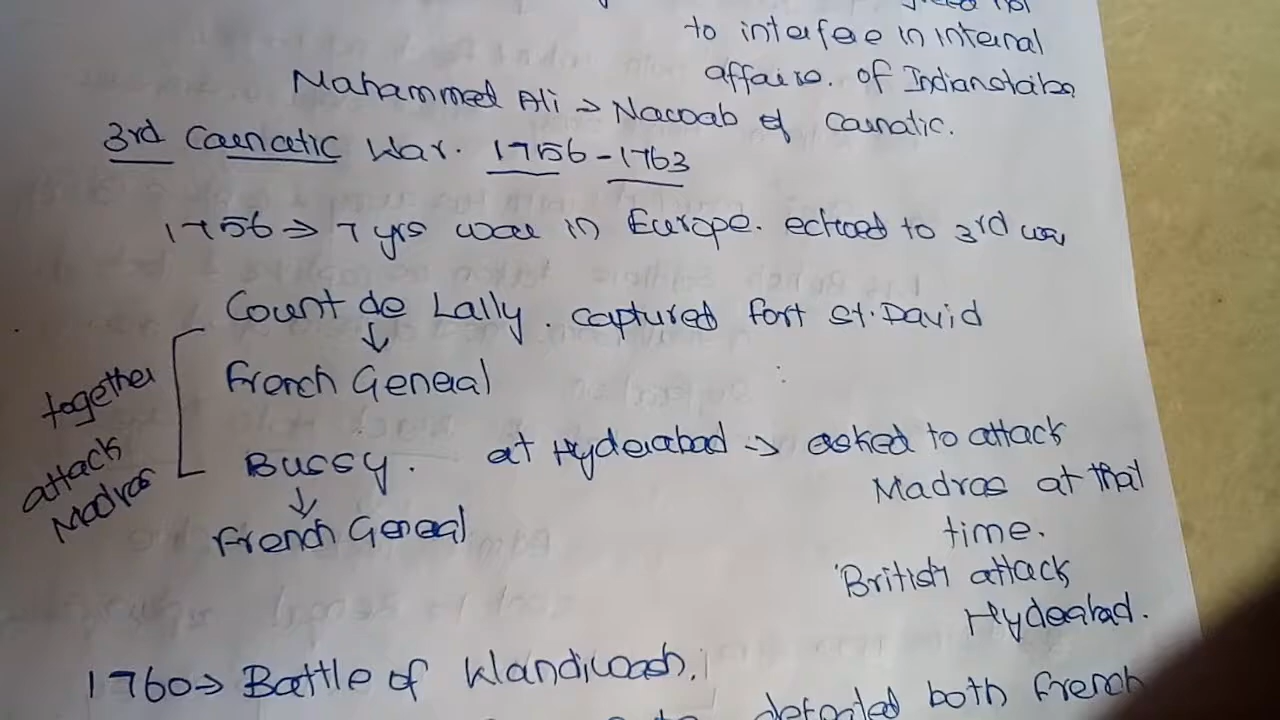 to interfere in internal
affairs. of Indian states
Mahammed Ali → Nawab of Carnatic.
3rd Carnatic War. 1756-1763
1756 ⇒ 7 yrs war in Europe. echoed to 3rd war
Count de Lally. captured fort St. David
↓
French General
together
attack
Madras
Bussy. at Hyderabad → asked to attack
Madras at that
time.
↓
French General
British attack
Hyderabad.
1760 ⇒ Battle of Wandiwash.
defeated both French